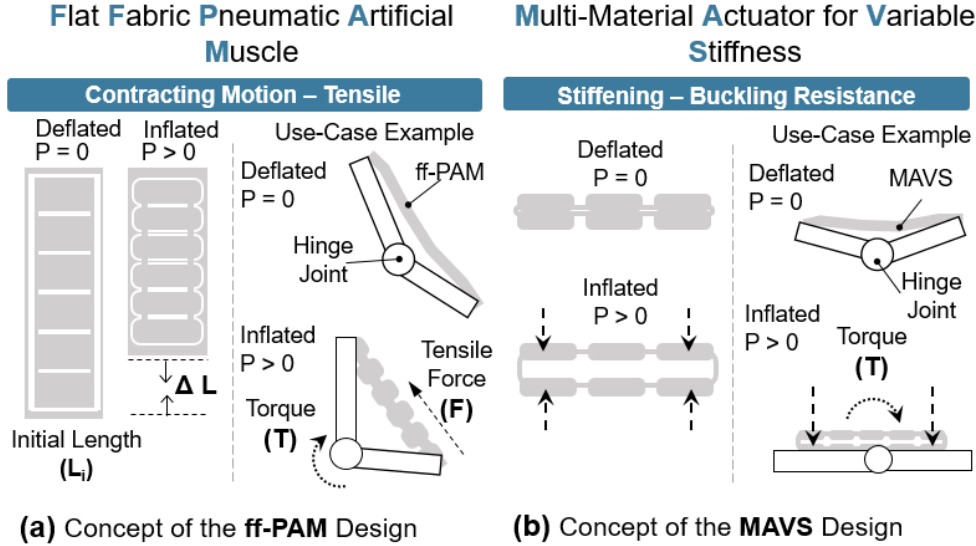 Flat Fabric Pneumatic Artificial
Muscle
Contracting Motion – Tensile
Deflated
P = 0
Inflated
P > 0
Δ L
Initial Length
(Lᵢ)
Use-Case Example
Deflated
P = 0
ff-PAM
Hinge
Joint
Inflated
P > 0
Tensile
Force
(F)
Torque
(T)
(a) Concept of the ff-PAM Design
Multi-Material Actuator for Variable
Stiffness
Stiffening – Buckling Resistance
Deflated
P = 0
Inflated
P > 0
Use-Case Example
Deflated
P = 0
MAVS
Hinge
Joint
Inflated
P > 0
Torque
(T)
(b) Concept of the MAVS Design